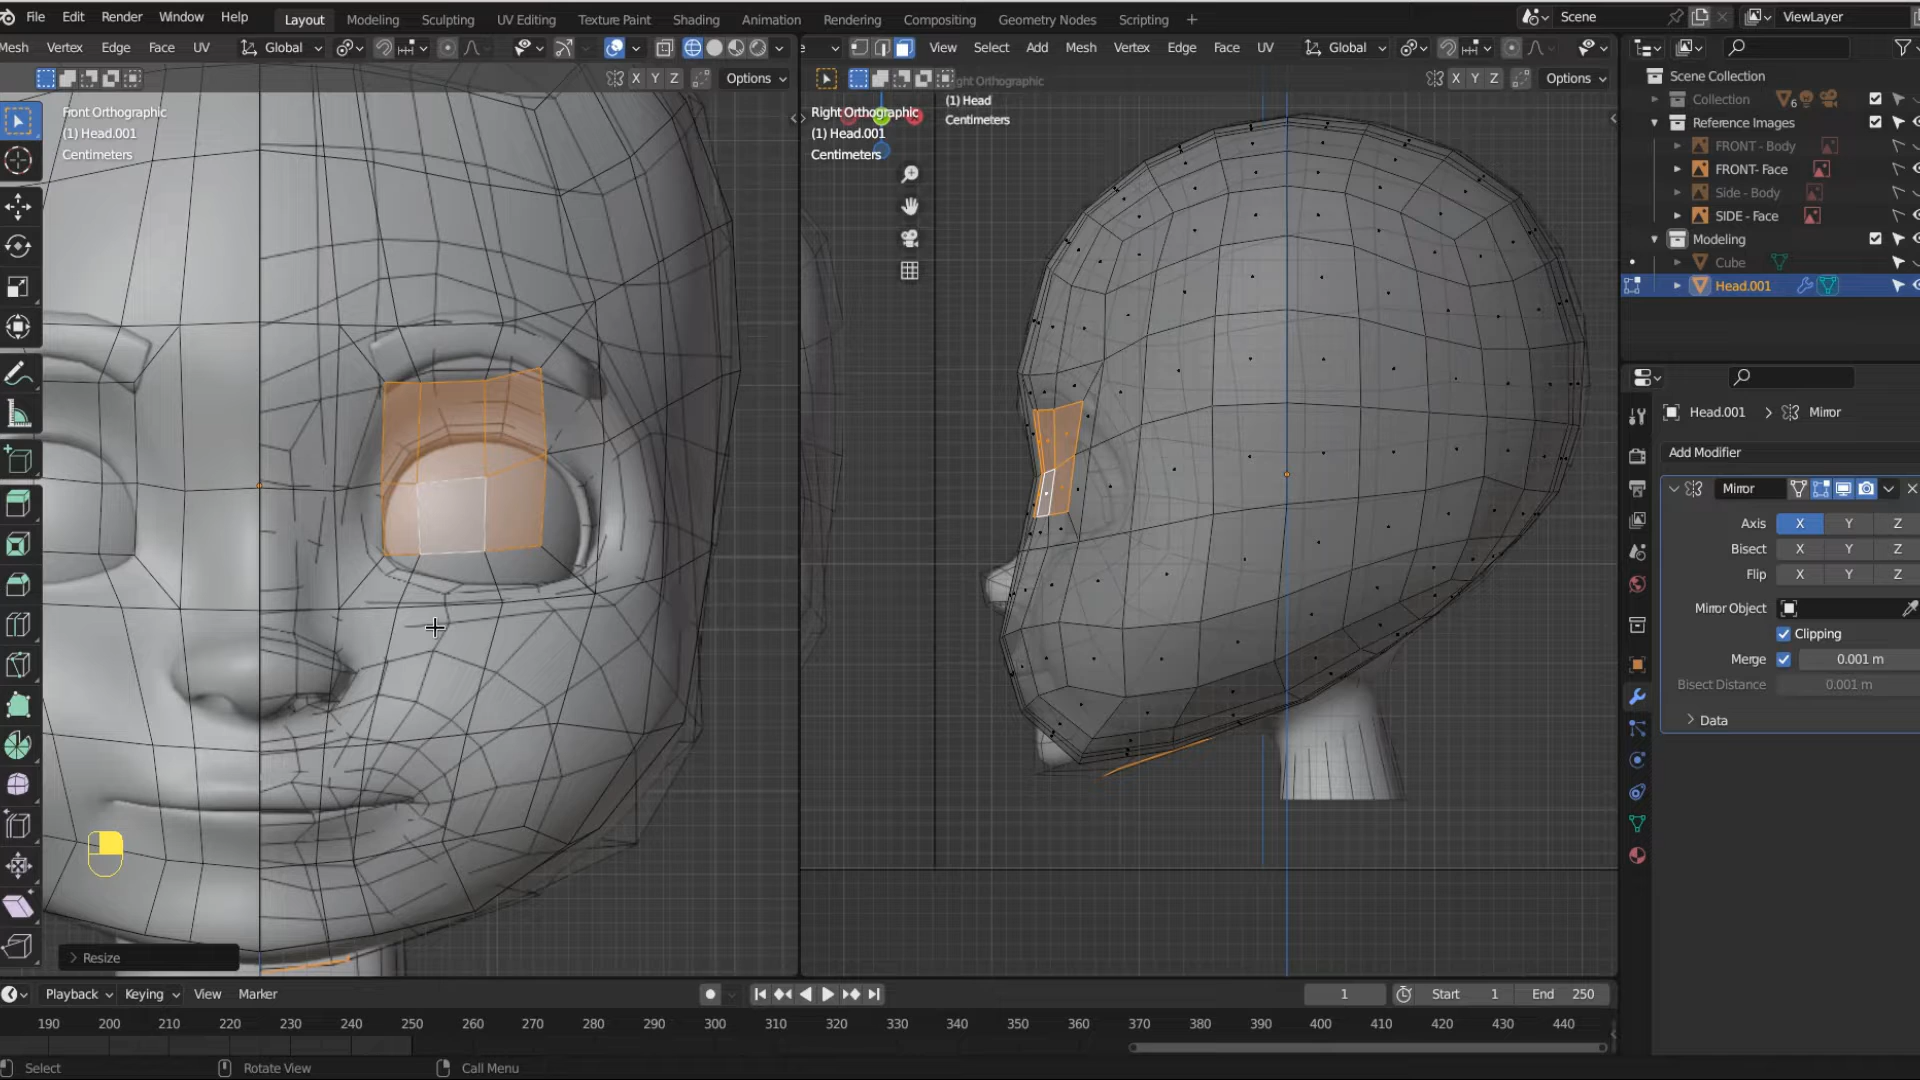 File Edit Render Window Help
Layout Modeling Sculpting UV Editing Texture Paint Shading Animation Rendering Compositing Geometry Nodes Scripting +
Scene
ViewLayer
Mesh Vertex Edge Face UV Global
View Select Add Mesh Vertex Edge Face UV Global
X Y Z Options
X Y Z Options
Front Orthographic
(1) Head.001
Centimeters
Right Orthographic
(1) Head.001
Centimeters
ght Orthographic
(1) Head
Centimeters
Scene Collection
Collection 6
Reference Images
FRONT - Body
FRONT- Face
Side - Body
SIDE - Face
Modeling
Cube
Head.001
Head.001 > Mirror
Add Modifier
Mirror
Axis X Y Z
Bisect X Y Z
Flip X Y Z
Mirror Object
Clipping
Merge 0.001 m
Bisect Distance 0.001 m
Data
Resize
Playback Keying View Marker
1 Start 1 End 250
190 200 210 220 230 240 250 260 270 280 290 300 310 320 330 340 350 360 370 380 390 400 410 420 430 440
Select Rotate View Call Menu